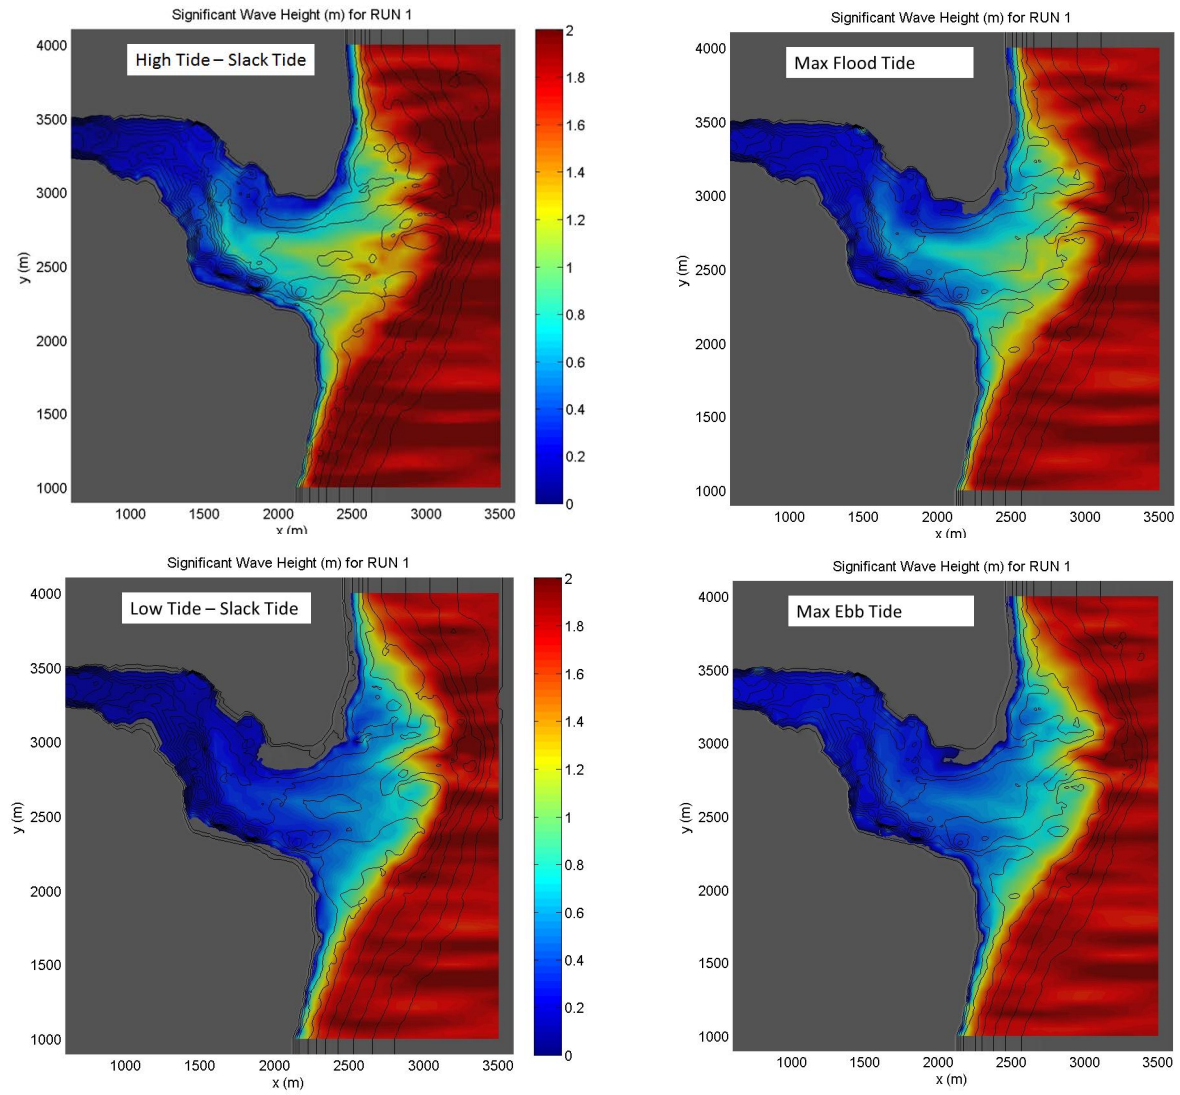 Significant Wave Height (m) for RUN 1
High Tide – Slack Tide
4000
3500
3000
2500
2000
1500
1000
y (m)
1000 1500 2000 2500 3000 3500
x (m)
2
1.8
1.6
1.4
1.2
1
0.8
0.6
0.4
0.2
0
Significant Wave Height (m) for RUN 1
Max Flood Tide
4000
3500
3000
2500
2000
1500
1000
y (m)
1000 1500 2000 2500 3000 3500
x (m)
Significant Wave Height (m) for RUN 1
Low Tide – Slack Tide
4000
3500
3000
2500
2000
1500
1000
y (m)
1000 1500 2000 2500 3000 3500
x (m)
2
1.8
1.6
1.4
1.2
1
0.8
0.6
0.4
0.2
0
Significant Wave Height (m) for RUN 1
Max Ebb Tide
4000
3500
3000
2500
2000
1500
1000
y (m)
1000 1500 2000 2500 3000 3500
x (m)